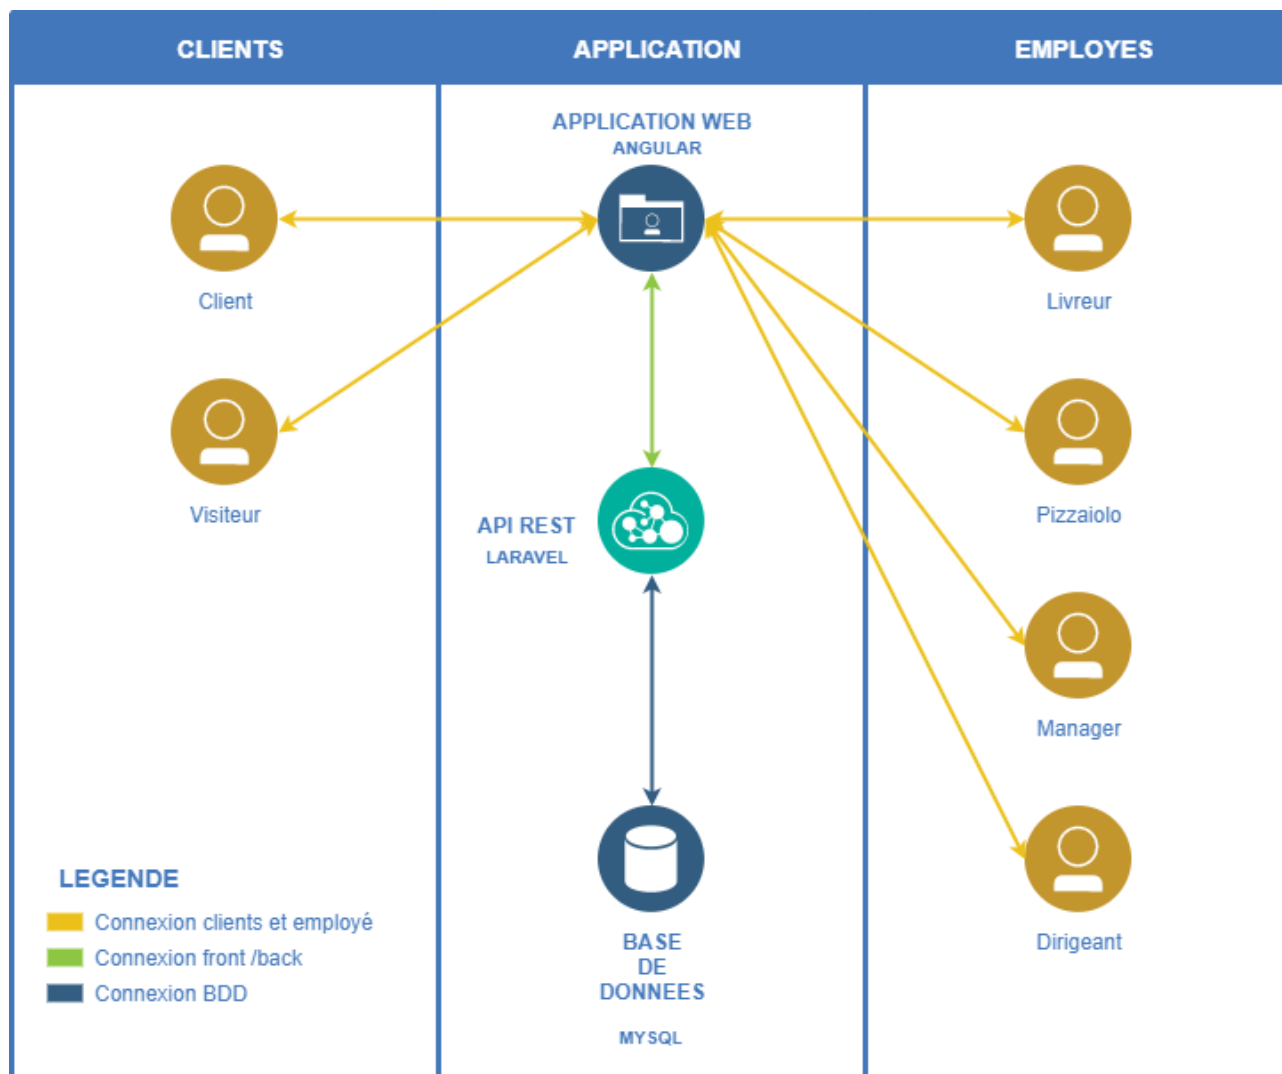 CLIENTS
APPLICATION
EMPLOYES
APPLICATION WEB
ANGULAR
Client
Livreur
Visiteur
Pizzaiolo
API REST
LARAVEL
Manager
LEGENDE
Connexion clients et employé
Connexion front /back
Connexion BDD
BASE
DE
DONNEES
MYSQL
Dirigeant